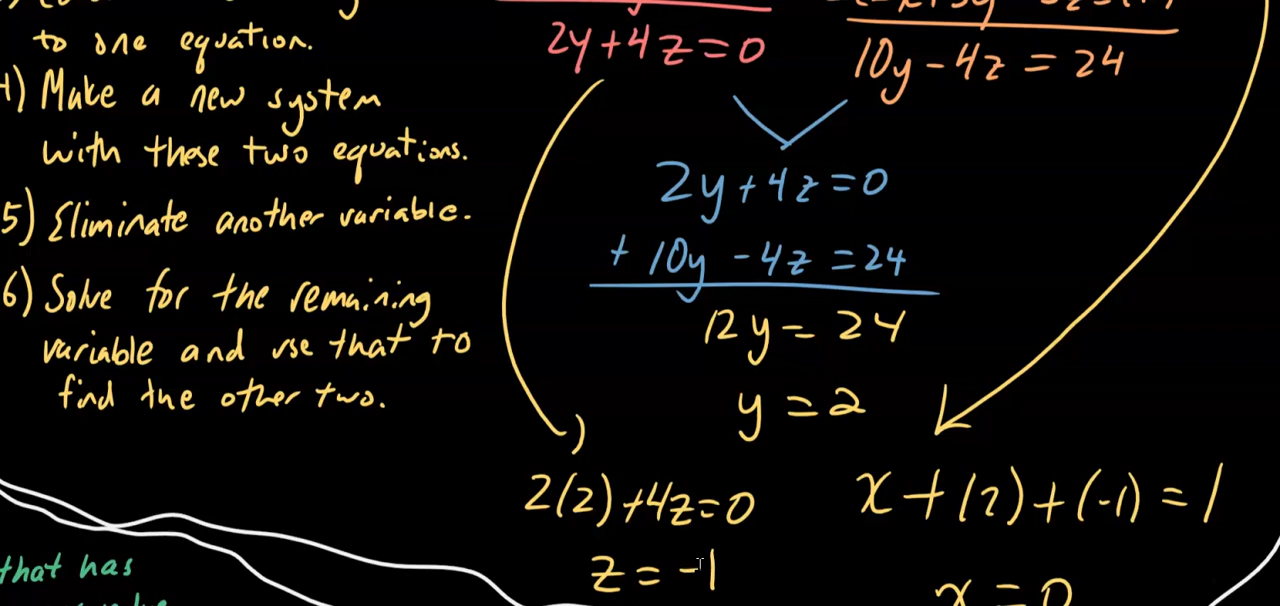 to one equation.
4) Make a new system
with these two equations.
5) Eliminate another variable.
6) Solve for the remaining
variable and use that to
find the other two.
that has
2y+4z=0
10y-4z=24
2y+4z=0
+ 10y-4z=24
12y=24
y=2
2(2)+4z=0
z=-1
x+(2)+(-1)=1
x=0